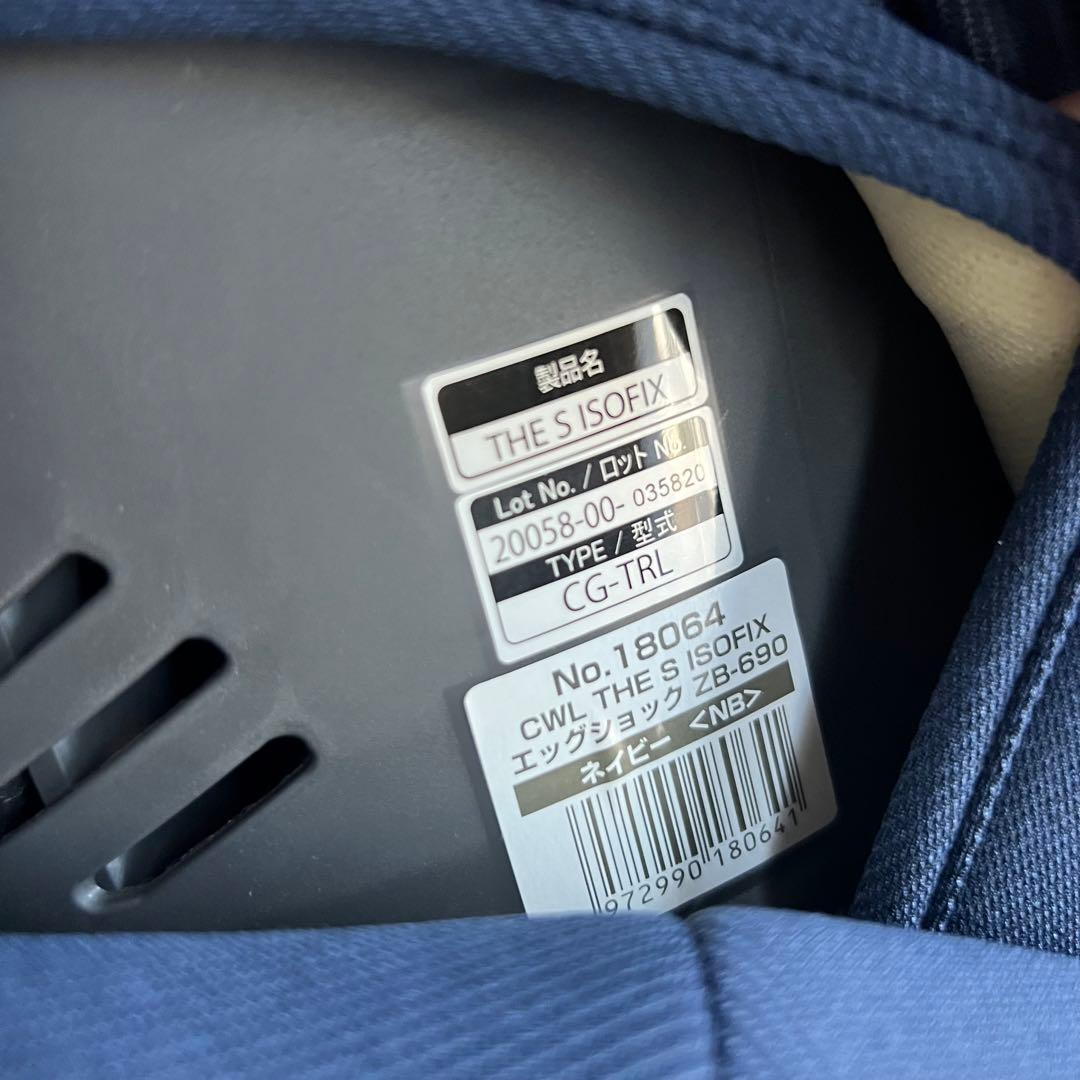 製品名
THE S ISOFIX
Lot No. / ロット No.
20058-00- 035820
TYPE / 型式
CG-TRL
No.18064
CWL THE S ISOFIX
エッグショック ZB-690
ネイビー <NB>
972990 180641